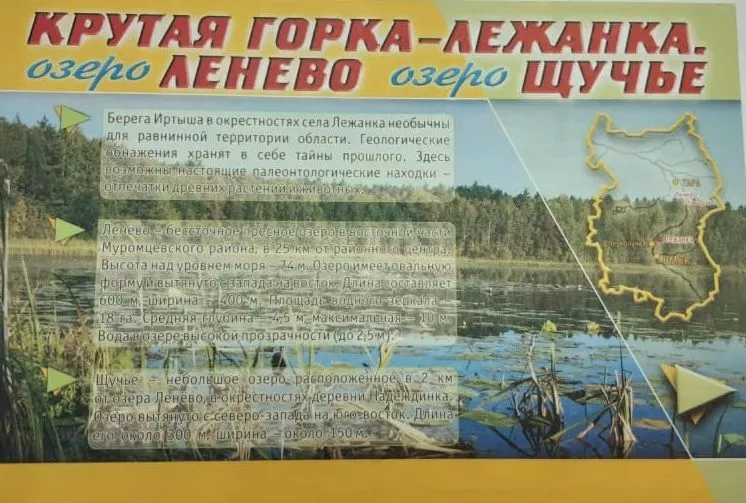 КРУТАЯ ГОРКА-ЛЕЖАНКА.
озеро ЛЕНЕВО озеро ЩУЧЬЕ
Берега Иртыша в окрестностях села Лежанка необычны
для равнинной территории области. Геологические
обнажения хранят в себе тайны прошлого. Здесь
возможны настоящие палеонтологические находки –
отпечатки древних растений и животных.
Ленево – бессточное пресное озеро в восточной части
Муромцевского района, в 25 км от районного центра.
Высота над уровнем моря – 74 м. Озеро имеет овальную
форму и вытянуто с запада на восток. Длина составляет
600 м, ширина – 400 м. Площадь водного зеркала –
18 га. Средняя глубина – 4,5 м, максимальная – 10 м.
Вода в озере высокой прозрачности (до 2,5 м).
Щучье – небольшое озеро, расположенное в 2 км
от озера Ленево, в окрестностях деревни Надеждинка.
Озеро вытянуто с северо-запада на юго-восток. Длина
его около 300 м, ширина – около 150 м.
ТАРА